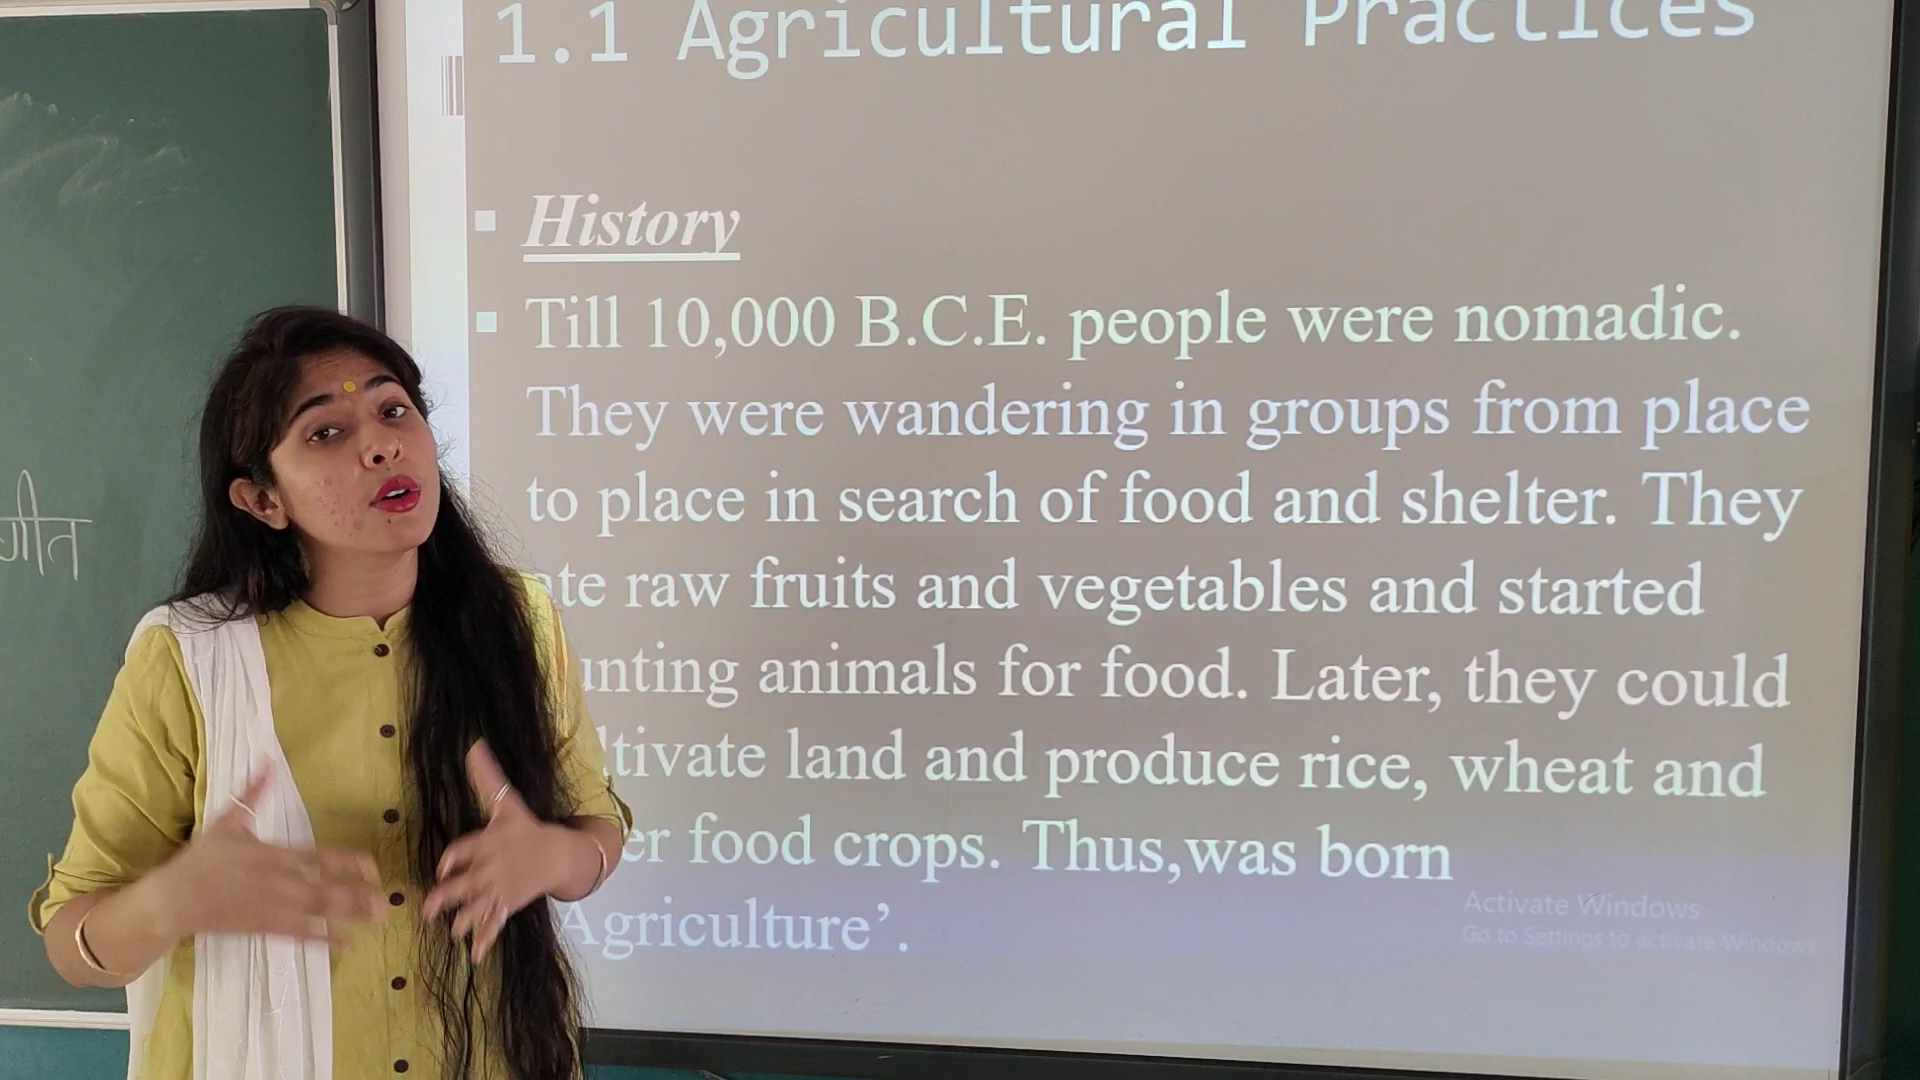 1.1 Agricultural Practices
History
Till 10,000 B.C.E. people were nomadic.
They were wandering in groups from place
to place in search of food and shelter. They
raw fruits and vegetables and started
animals for food. Later, they could
land and produce rice, wheat and
food crops. Thus,was born
Agriculture’.
Activate Windows
Go to Settings to activate Windows.